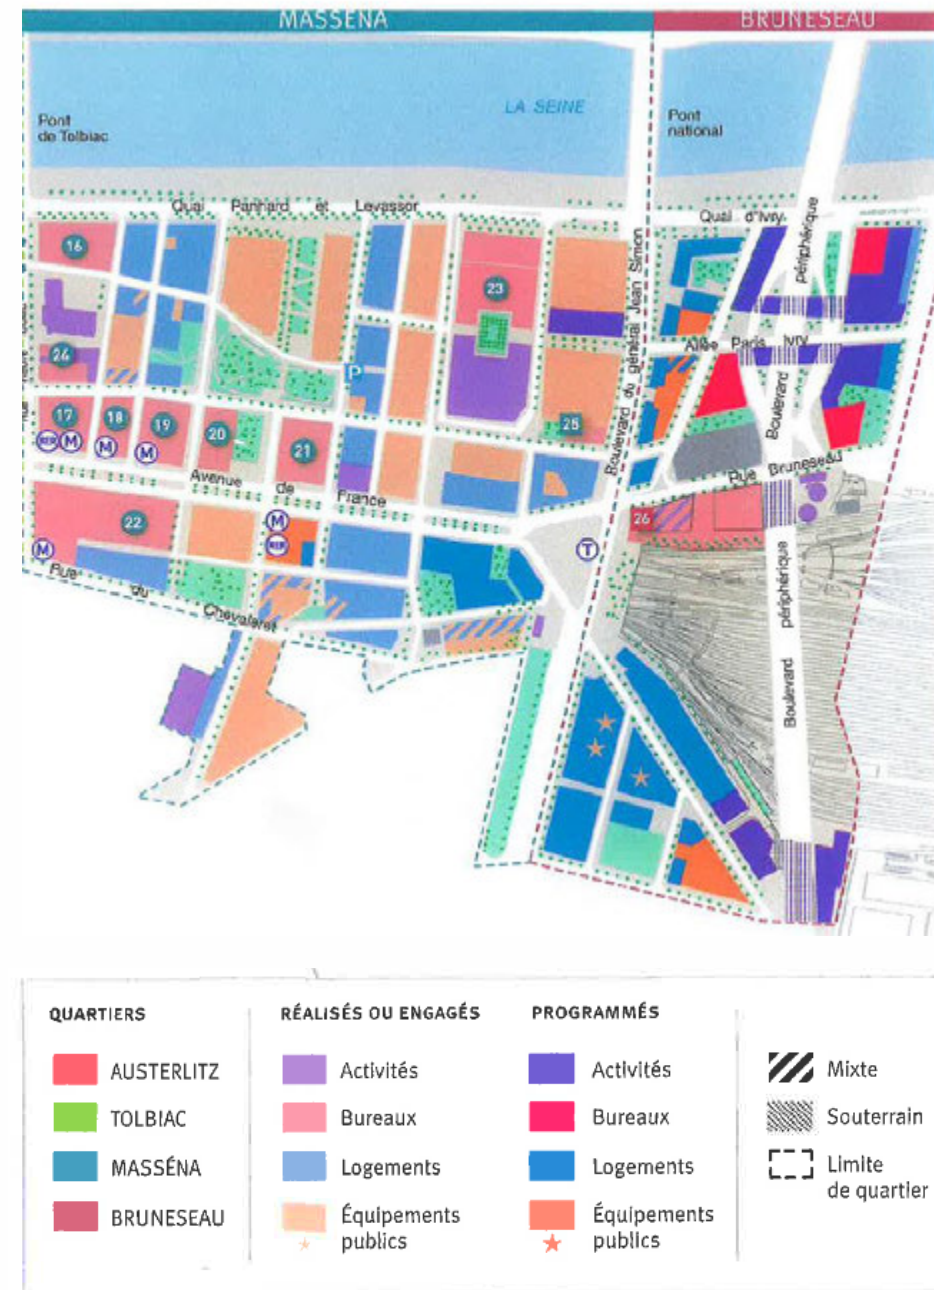 MASSÉNA
BRUNESEAU
LA SEINE
Pont
de Tolbiac
Pont
national
Quai Panhard et Levassor
Quai d'Ivry
périphérique
Boulevard
16
23
Boulevard du général Jean Simon
Allée Paris Ivry
24
P
17
18
19
20
21
25
RER
M
M
M
Avenue de France
Rue Bruneseau
22
M
RER
26
M
T
Rue du Chevaleret
Boulevard périphérique
QUARTIERS
AUSTERLITZ
TOLBIAC
MASSÉNA
BRUNESEAU
RÉALISÉS OU ENGAGÉS
Activités
Bureaux
Logements
Équipements
publics
PROGRAMMÉS
Activités
Bureaux
Logements
Équipements
publics
Mixte
Souterrain
Limite
de quartier